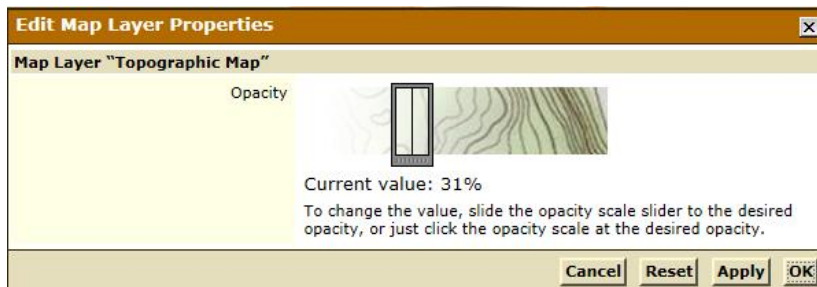 Edit Map Layer Properties
Map Layer “Topographic Map”
Opacity
Current value: 31%
To change the value, slide the opacity scale slider to the desired
opacity, or just click the opacity scale at the desired opacity.
Cancel Reset Apply OK